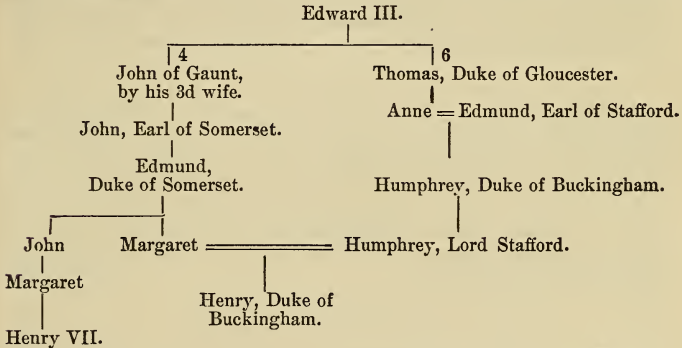 Edward III.
4
6
John of Gaunt,
by his 3d wife.
Thomas, Duke of Gloucester.
Anne = Edmund, Earl of Stafford.
John, Earl of Somerset.
Edmund,
Duke of Somerset.
Humphrey, Duke of Buckingham.
John
Margaret
Humphrey, Lord Stafford.
Margaret
Henry, Duke of
Buckingham.
Henry VII.